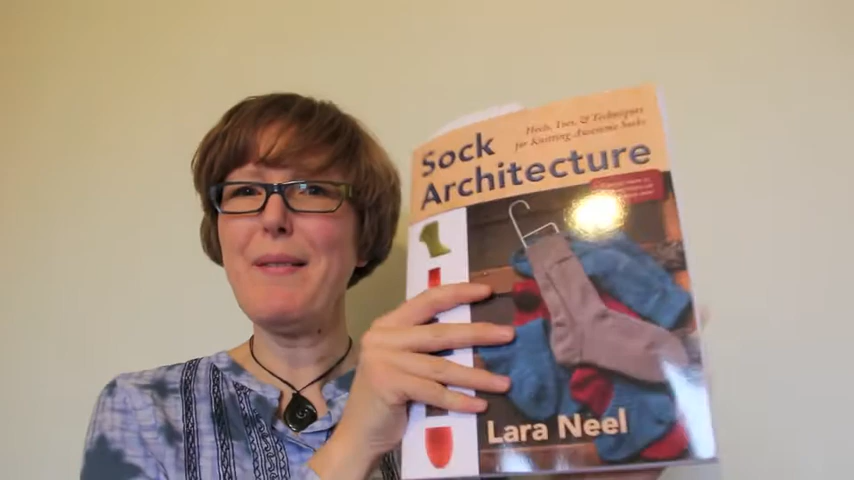 Heels, Toes, & Techniques
for Knitting Awesome Socks
Sock
Architecture
Lara Neel